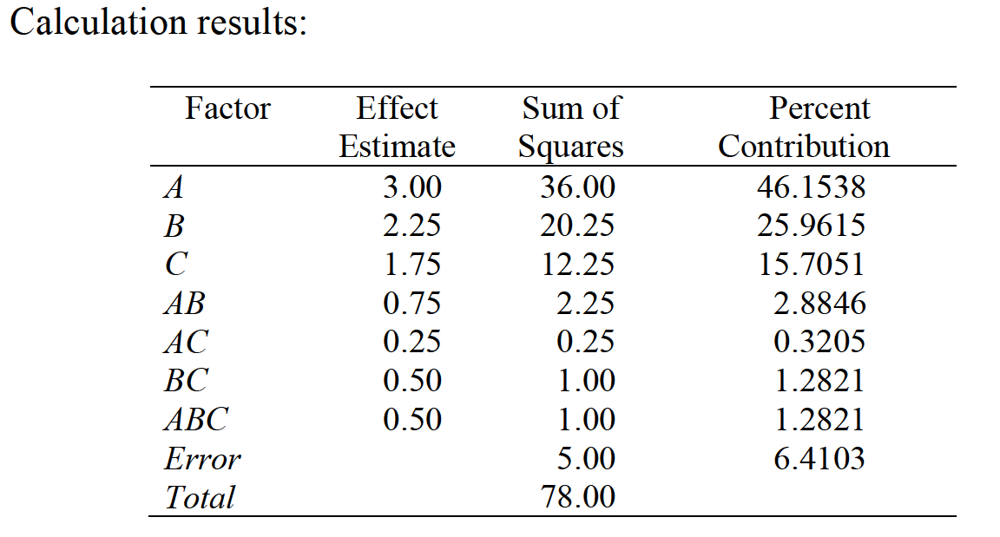 Calculation results:
Factor Effect Estimate Sum of Squares Percent Contribution
A 3.00 36.00 46.1538
B 2.25 20.25 25.9615
C 1.75 12.25 15.7051
AB 0.75 2.25 2.8846
AC 0.25 0.25 0.3205
BC 0.50 1.00 1.2821
ABC 0.50 1.00 1.2821
Error 5.00 6.4103
Total 78.00